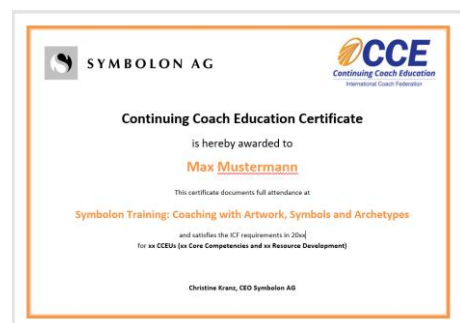 SYMBOLON AG
CCE
Continuing Coach Education
International Coach Federation
Continuing Coach Education Certificate
is hereby awarded to
Max Mustermann
This certificate documents full attendance at
Symbolon Training: Coaching with Artwork, Symbols and Archetypes
and satisfies the ICF requirements in 20xx
for xx CCEUs (xx Core Competencies and xx Resource Development)
Christine Kranz, CEO Symbolon AG